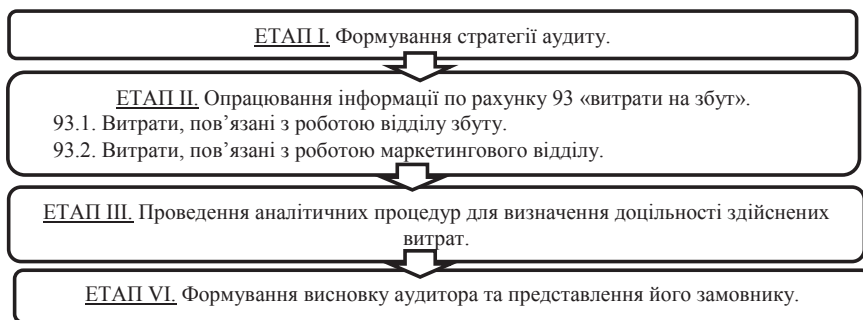 ЕТАП І. Формування стратегії аудиту.
ЕТАП ІІ. Опрацювання інформації по рахунку 93 «витрати на збут».
93.1. Витрати, пов’язані з роботою відділу збуту.
93.2. Витрати, пов’язані з роботою маркетингового відділу.
ЕТАП ІІІ. Проведення аналітичних процедур для визначення доцільності здійснених
витрат.
ЕТАП VІ. Формування висновку аудитора та представлення його замовнику.